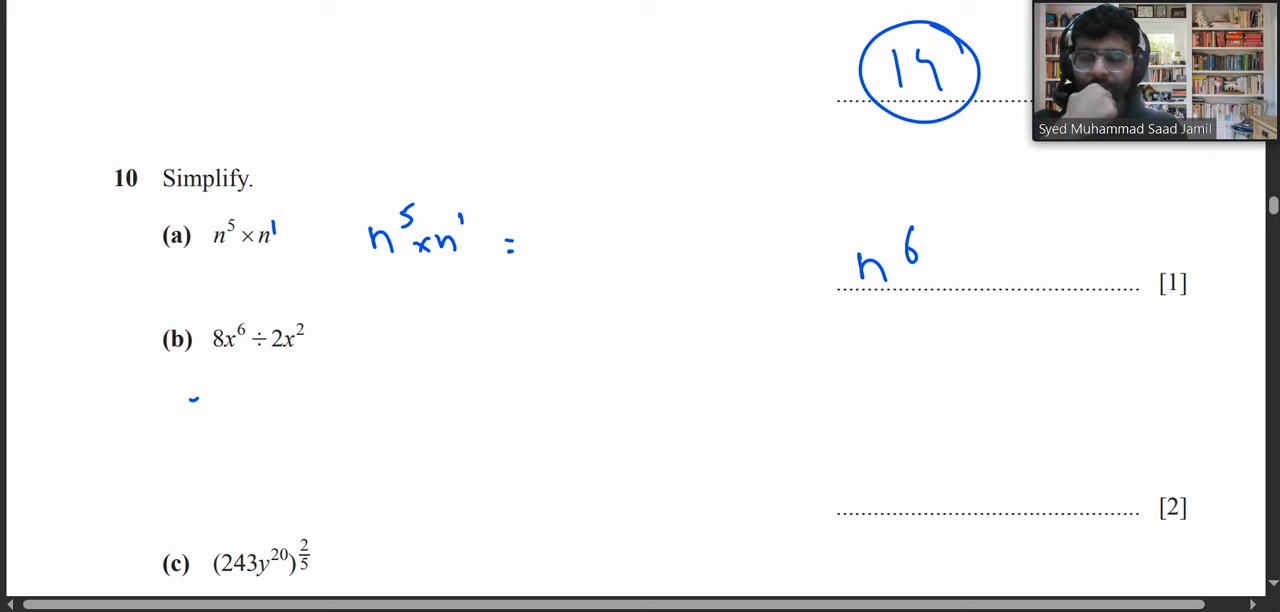 14
Syed Muhammad Saad Jamil
10 Simplify.
(a) n⁵ × n¹ n⁵ × n¹ =
n⁶ [1]
(b) 8x⁶ ÷ 2x²
[2]
(c) (243y²⁰)^(2/5)